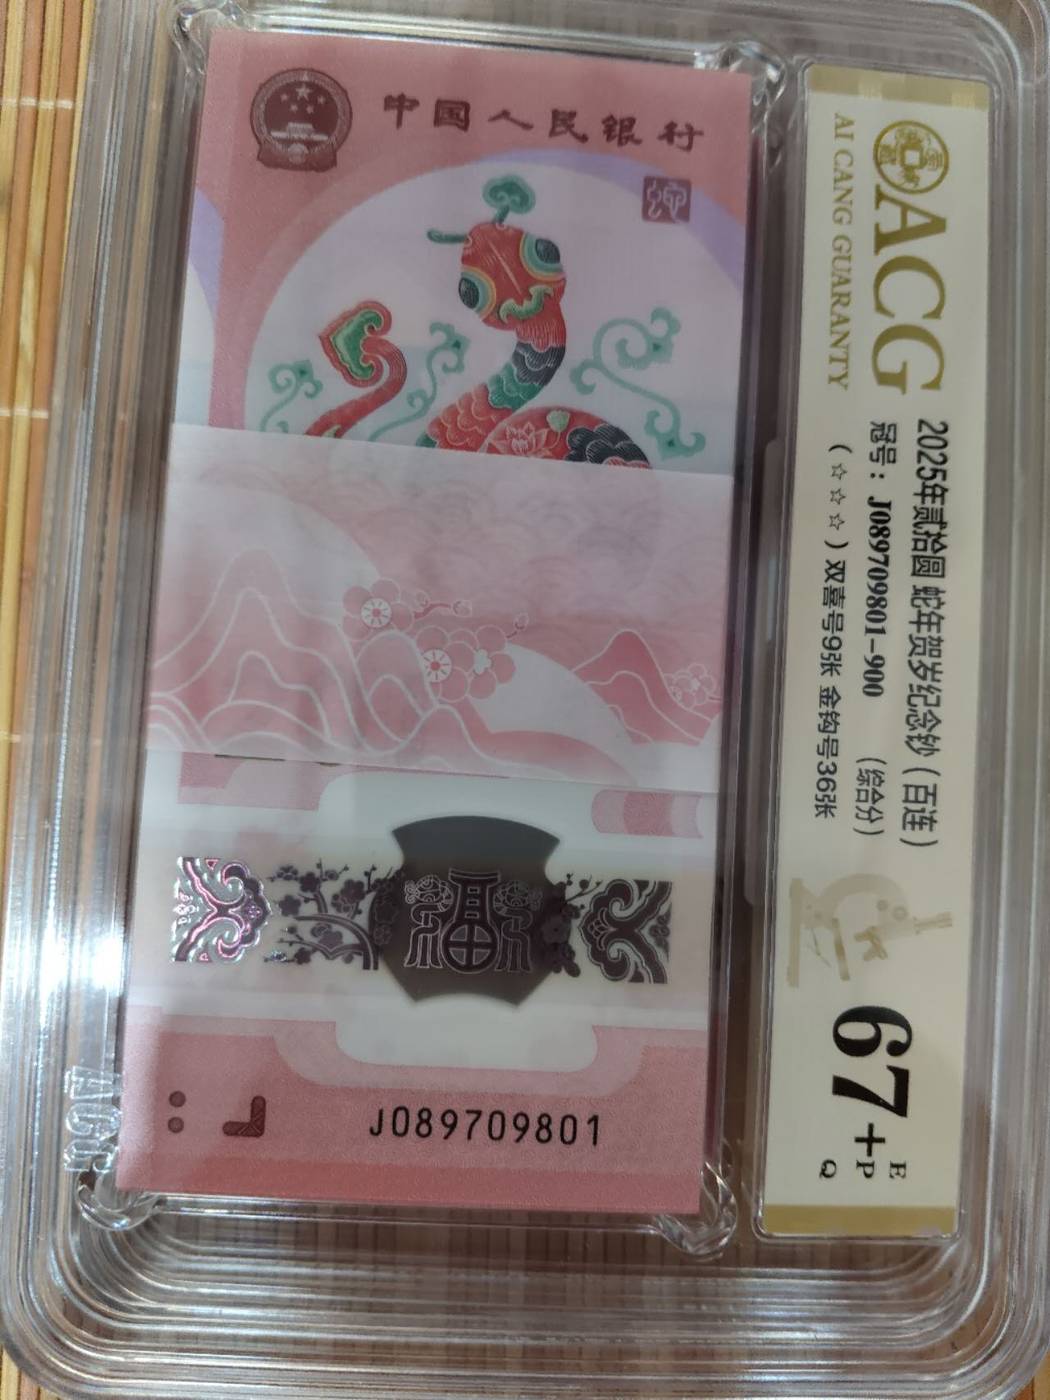 中国人民银行
福
J089709801
ACG
AI CANG GUARANTY
2025年贰拾圆 蛇年贺岁纪念钞（百连）
冠号：J089709801-900 （综合分）
（☆☆☆）双喜号9张 金钩号36张
67+
E
P
Q
ACG